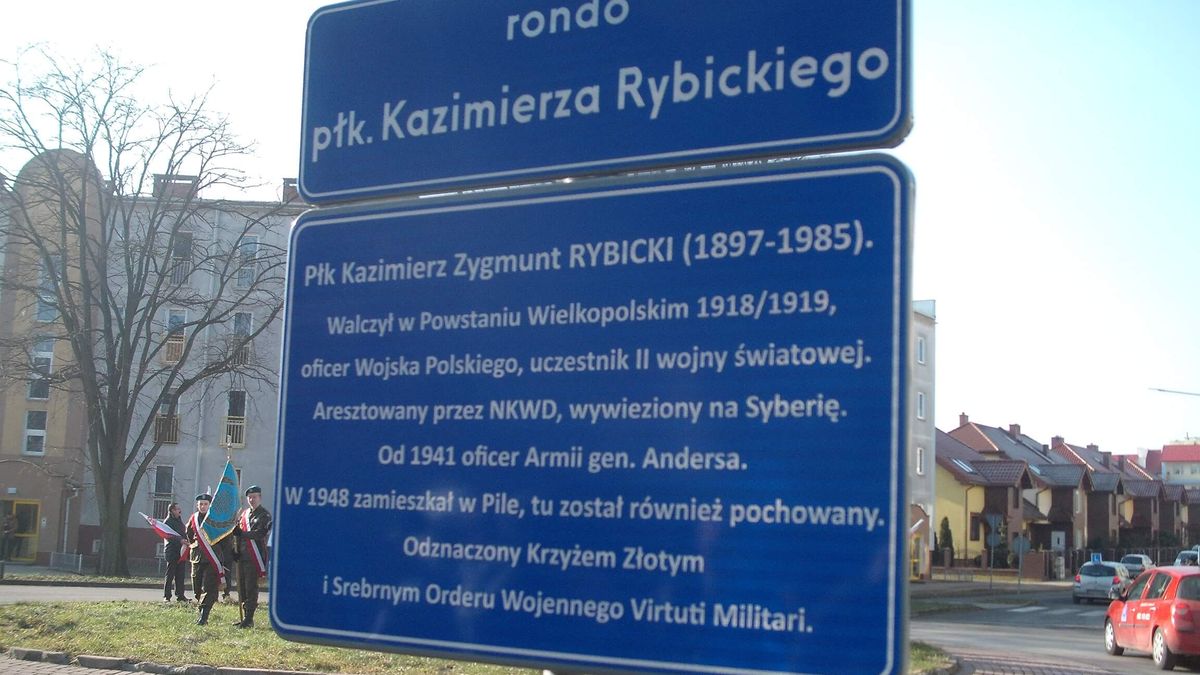 rondo
płk. Kazimierza Rybickiego
Płk Kazimierz Zygmunt RYBICKI (1897-1985).
Walczył w Powstaniu Wielkopolskim 1918/1919,
oficer Wojska Polskiego, uczestnik II wojny światowej.
Aresztowany przez NKWD, wywieziony na Syberię.
Od 1941 oficer Armii gen. Andersa.
W 1948 zamieszkał w Pile, tu został również pochowany.
Odznaczony Krzyżem Złotym
i Srebrnym Orderu Wojennego Virtuti Militari.